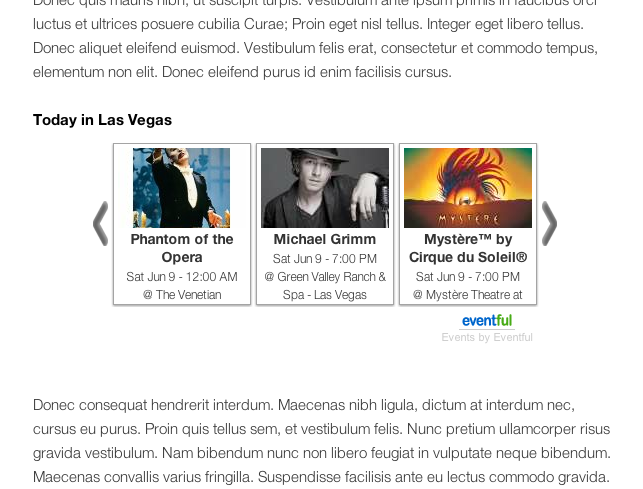 Donec quis mauris nibh, ut suscipit turpis. Vestibulum ante ipsum primis in faucibus orci
luctus et ultrices posuere cubilia Curae; Proin eget nisl tellus. Integer eget libero tellus.
Donec aliquet eleifend euismod. Vestibulum felis erat, consectetur et commodo tempus,
elementum non elit. Donec eleifend purus id enim facilisis cursus.
Today in Las Vegas
Phantom of the
Opera
Sat Jun 9 - 12:00 AM
@ The Venetian
Michael Grimm
Sat Jun 9 - 7:00 PM
@ Green Valley Ranch &
Spa - Las Vegas
MYSTÈRE
Mystère™ by
Cirque du Soleil®
Sat Jun 9 - 7:00 PM
@ Mystère Theatre at
eventful
Events by Eventful
Donec consequat hendrerit interdum. Maecenas nibh ligula, dictum at interdum nec,
cursus eu purus. Proin quis tellus sem, et vestibulum felis. Nunc pretium ullamcorper risus
gravida vestibulum. Nam bibendum nunc non libero feugiat in vulputate neque bibendum.
Maecenas convallis varius fringilla. Suspendisse facilisis ante eu lectus commodo gravida.